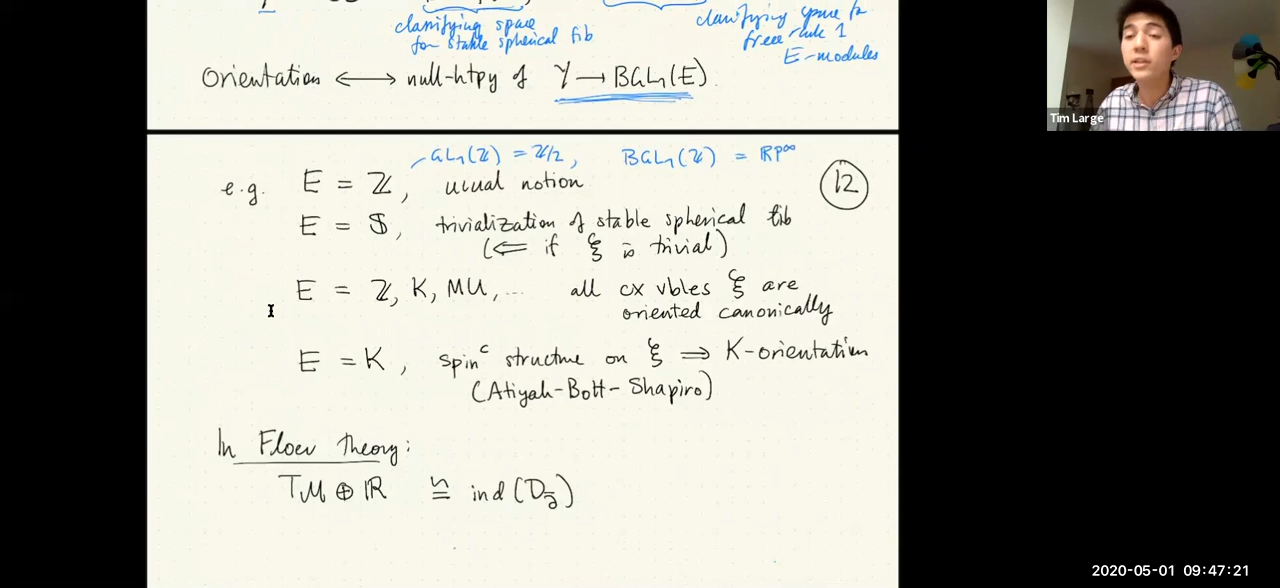 clarifying space
for stable spherical fib
classifying space for
free rank 1
E-modules
Orientation ⟷ null-htpy of Y → BGL₁(E).
GL₁(ℤ) = ℤ/2, BGL₁(ℤ) = ℝP^∞
e.g. E = ℤ, usual notion
12
E = 𝕊, trivialization of stable spherical fib
(⟸ if ξ is trivial)
E = ℤ, K, MU, ... all cx vbles ξ are
oriented canonically
E = K, spin^c structure on ξ ⟹ K-orientation
(Atiyah-Bott-Shapiro)
In Floer Theory:
TM ⊕ ℝ ≅ ind(D_∂̄)
Tim Large
2020-05-01 09:47:21